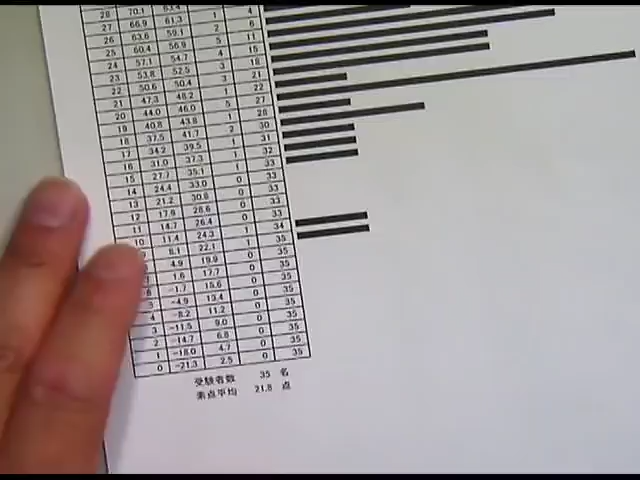 28 70.1 63.4
27 66.9 61.3 1 4
26 63.6 59.1 2 6
25 60.4 56.9 5 11
24 57.1 54.7 4 15
23 53.8 52.5 3 18
22 50.6 50.4 3 21
21 47.3 48.2 1 22
20 44.0 46.0 5 27
19 40.8 43.8 1 28
18 37.5 41.7 2 30
17 34.2 39.5 1 31
16 31.0 37.3 1 32
15 27.7 35.1 1 33
14 24.4 33.0 0 33
13 21.2 30.8 0 33
12 17.9 28.6 0 33
11 14.7 26.4 0 33
10 11.4 24.3 1 34
8.1 22.1 1 35
4.9 19.9 0 35
1.6 17.7 0 35
-1.7 15.6 0 35
-4.9 13.4 0 35
4 -8.2 11.2 0 35
3 -11.5 9.0 0 35
2 -14.7 6.8 0 35
1 -18.0 4.7 0 35
0 -21.3 2.5 0 35
受験者数 35 名
素点平均 21.8 点